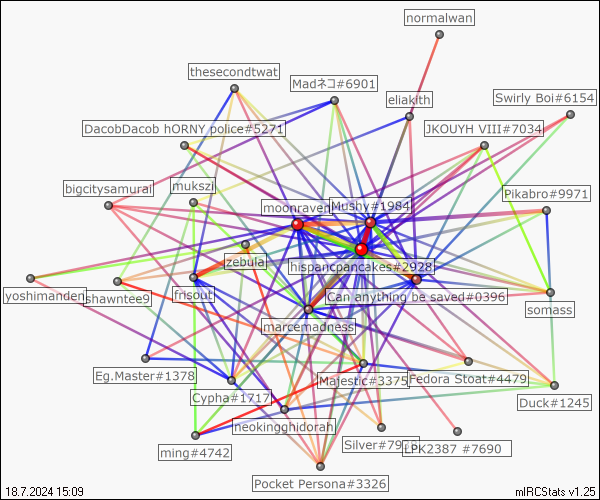 normalwan
thesecondtwat
Madネコ#6901
eliakith
Swirly Boi#6154
DacobDacob hORNY police#5271
JKOUYH VIII#7034
bigcitysamurai
mukszi
Pikabro#9971
moonraven
Mushy#1984
zebula
hispancpancakes#2928
yoshimanden
shawntee9
frisout
Can anything be saved#0396
somass
marcemadness
Eg.Master#1378
Majestic#3375
Fedora Stoat#4479
Cypha#1717
Duck#1245
neokingghidorah
ming#4742
Silver#79
LPK2387 #7690
Pocket Persona#3326
18.7.2024 15:09
mIRCStats v1.25